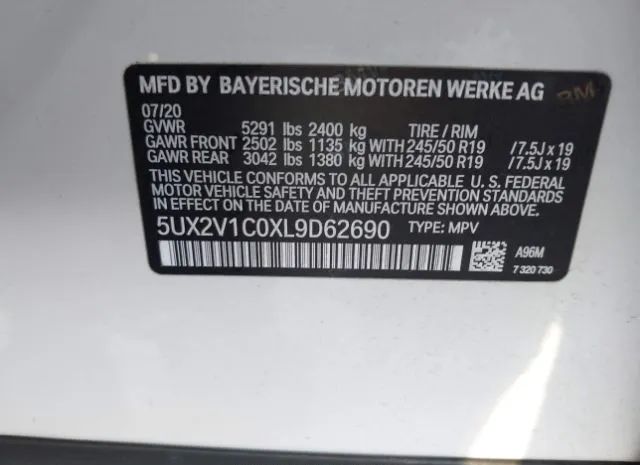 MFD BY BAYERISCHE MOTOREN WERKE AG
BM
07/20
GVWR 5291 lbs 2400 kg TIRE / RIM
GAWR FRONT 2502 lbs 1135 kg WITH 245/50 R19 / 7.5J x 19
GAWR REAR 3042 lbs 1380 kg WITH 245/50 R19 / 7.5J x 19
THIS VEHICLE CONFORMS TO ALL APPLICABLE U. S. FEDERAL
MOTOR VEHICLE SAFETY AND THEFT PREVENTION STANDARDS
IN EFFECT ON THE DATE OF MANUFACTURE SHOWN ABOVE.
5UX2V1C0XL9D62690 TYPE: MPV
A96M
7 320 730